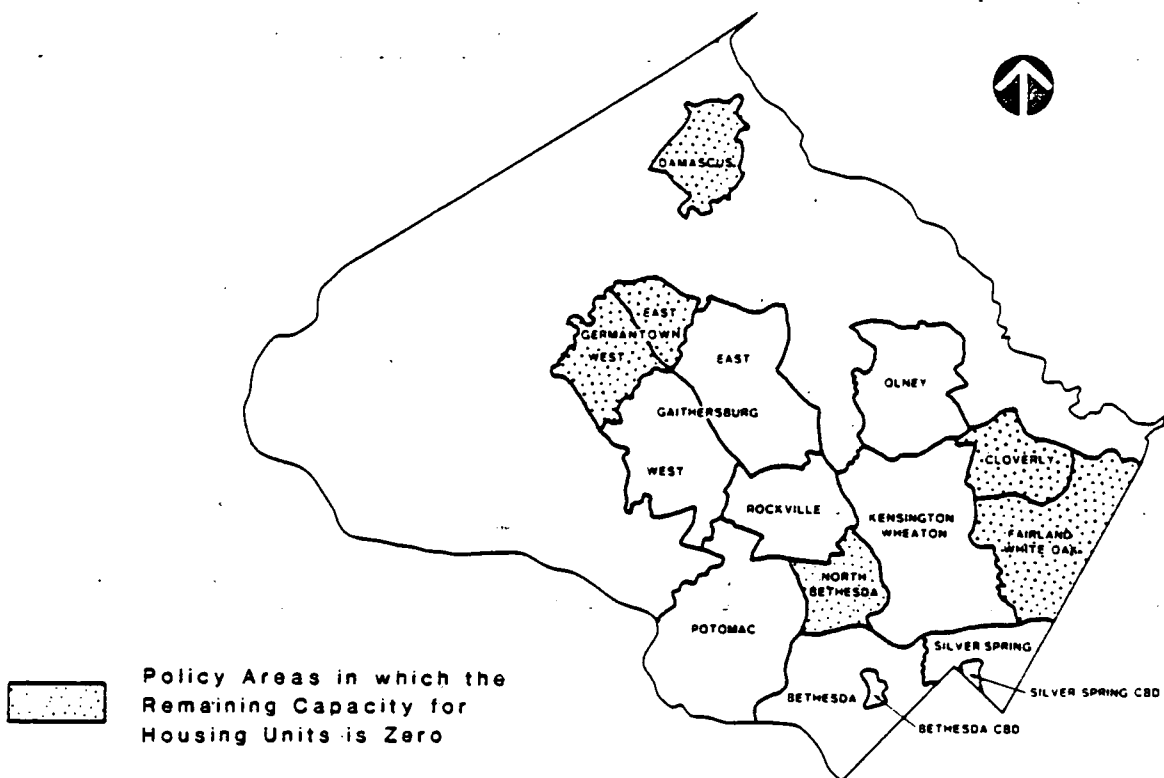 DAMASCUS
EAST
GERMANTOWN
WEST
EAST
OLNEY
GAITHERSBURG
WEST
CLOVERLY
ROCKVILLE
KENSINGTON
WHEATON
FAIRLAND
WHITE OAK
NORTH
BETHESDA
POTOMAC
SILVER SPRING
BETHESDA
SILVER SPRING CBD
BETHESDA CBD
Policy Areas in which the
Remaining Capacity for
Housing Units is Zero